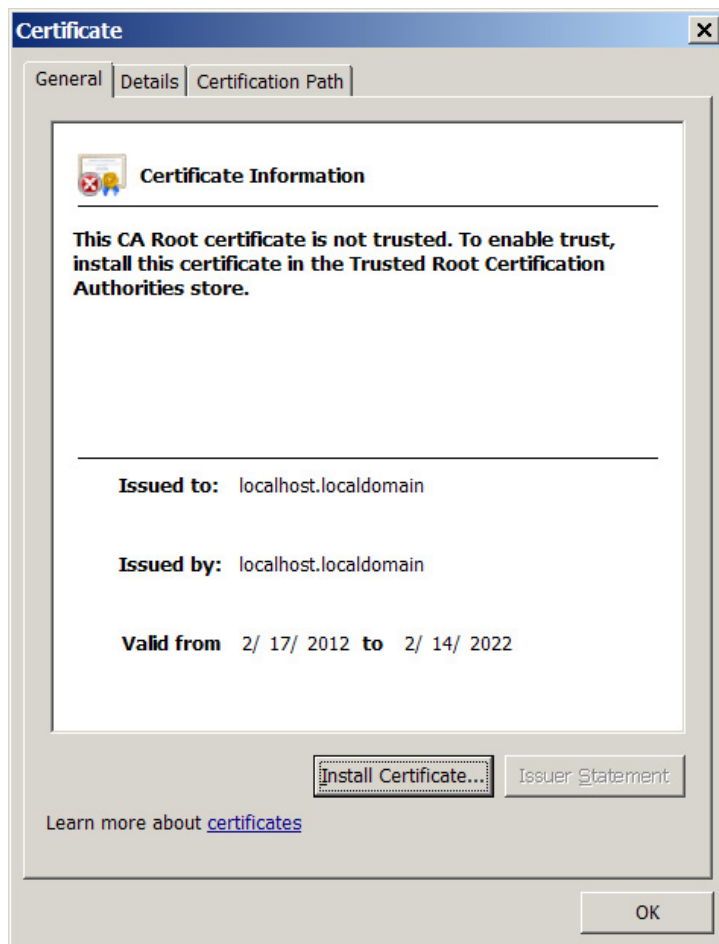 Certificate
General Details Certification Path
Certificate Information
This CA Root certificate is not trusted. To enable trust,
install this certificate in the Trusted Root Certification
Authorities store.
Issued to: localhost.localdomain
Issued by: localhost.localdomain
Valid from 2/ 17/ 2012 to 2/ 14/ 2022
Install Certificate... Issuer Statement
Learn more about certificates
OK